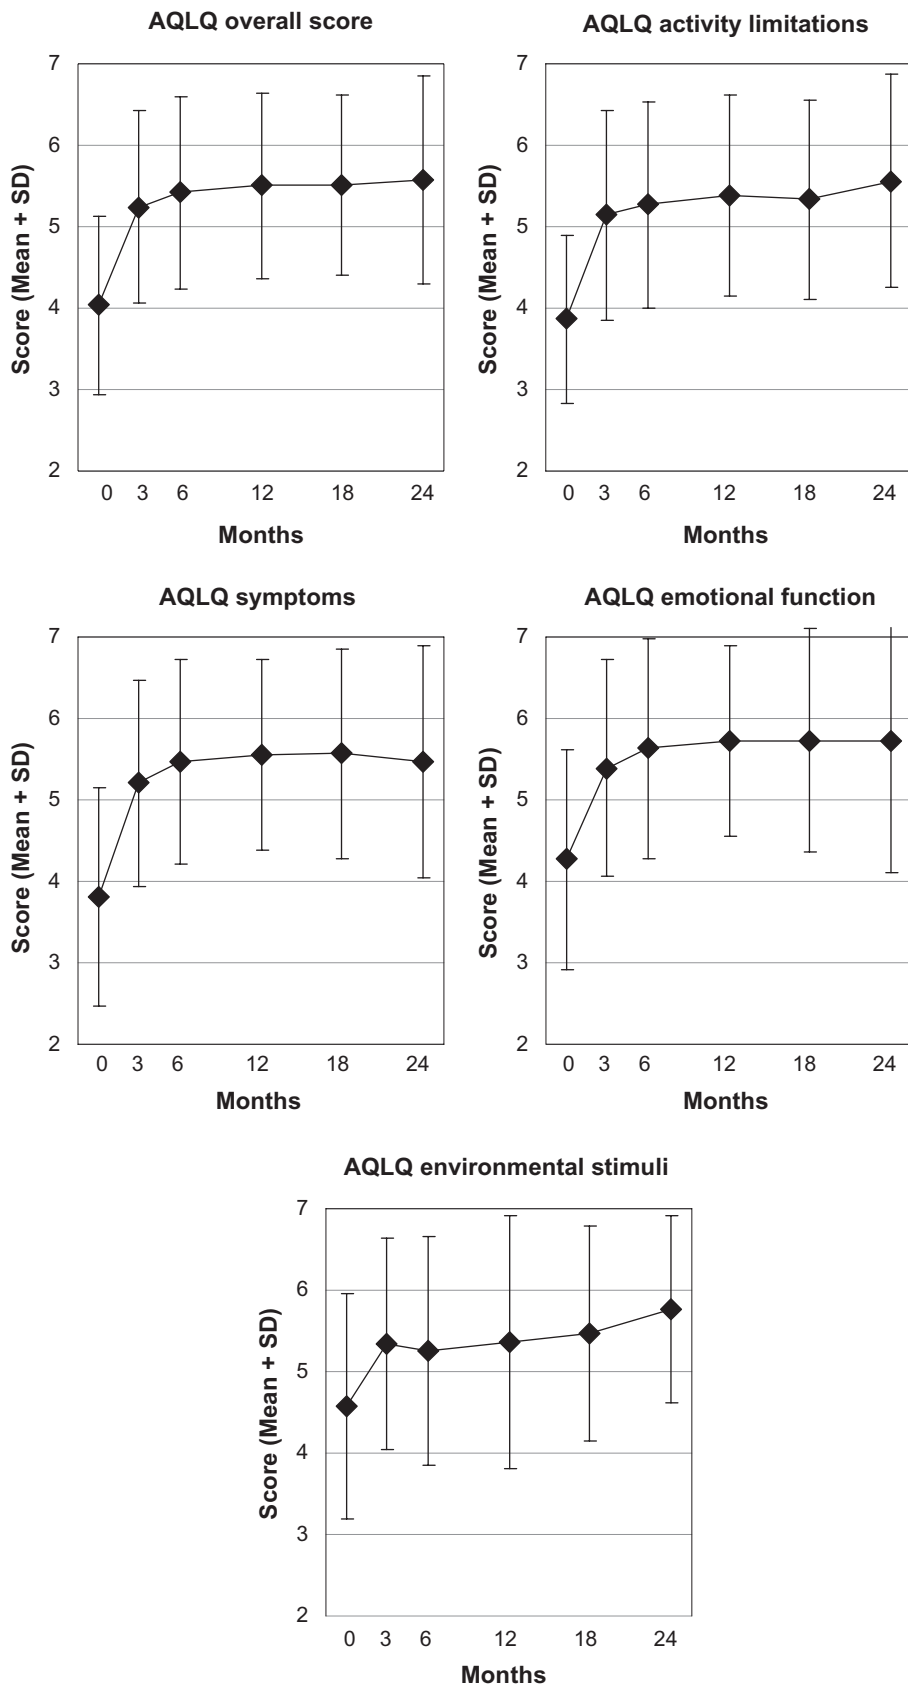 AQLQ overall score
7
6
5
4
3
2
Score (Mean + SD)
0 3 6 12 18 24
Months
AQLQ activity limitations
7
6
5
4
3
2
Score (Mean + SD)
0 3 6 12 18 24
Months
AQLQ symptoms
7
6
5
4
3
2
Score (Mean + SD)
0 3 6 12 18 24
Months
AQLQ emotional function
7
6
5
4
3
2
Score (Mean + SD)
0 3 6 12 18 24
Months
AQLQ environmental stimuli
7
6
5
4
3
2
Score (Mean + SD)
0 3 6 12 18 24
Months